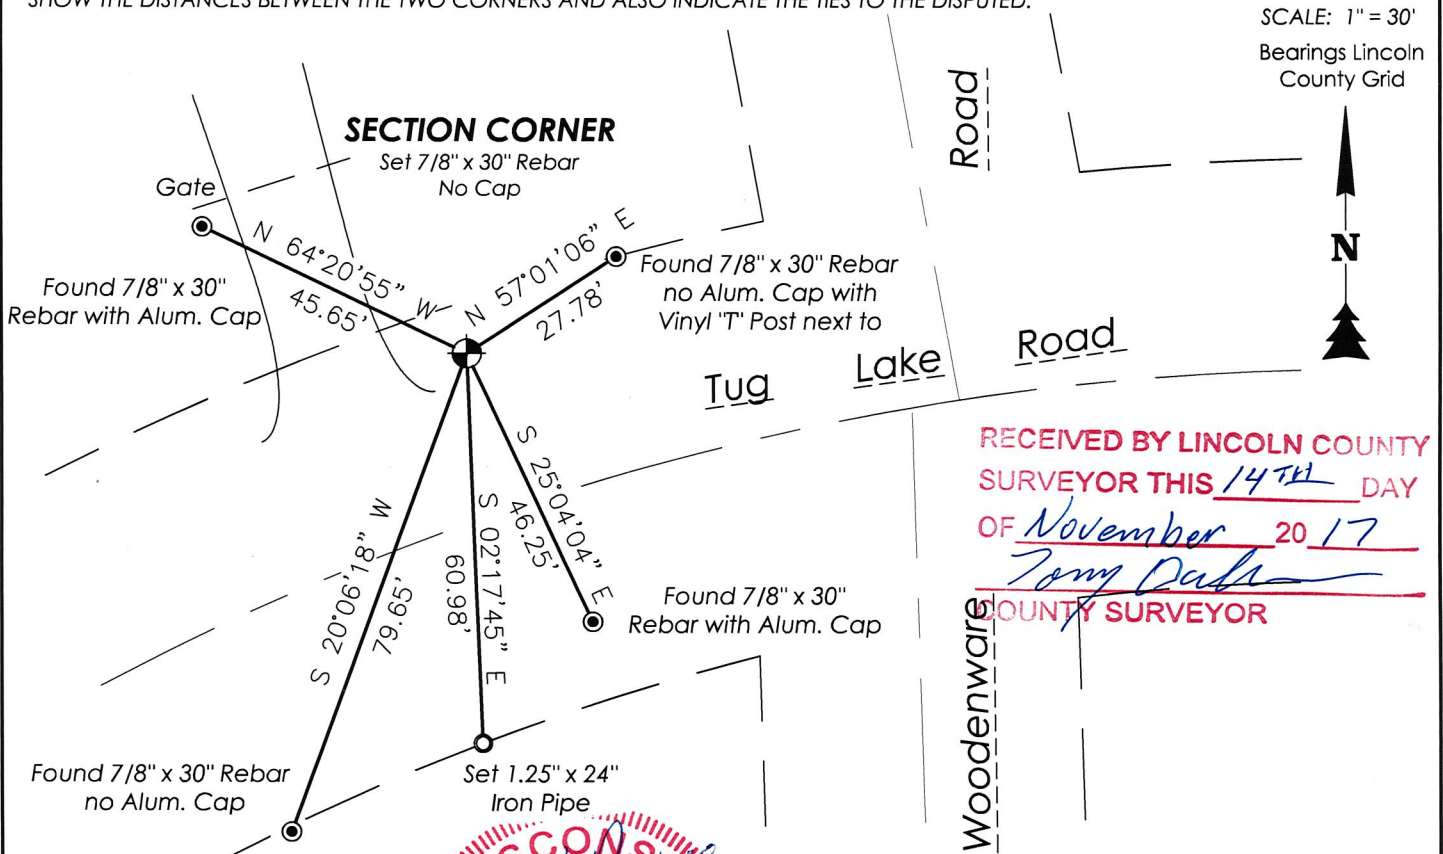 SHOW THE DISTANCES BETWEEN THE TWO CORNERS AND ALSO INDICATE THE TIES TO THE DISPUTED.
SCALE: 1" = 30'
Bearings Lincoln
County Grid
N
SECTION CORNER
Set 7/8" x 30" Rebar
No Cap
Gate
N 64°20'55" W
45.65'
N 57°01'06" E
27.78'
Found 7/8" x 30"
Rebar with Alum. Cap
Found 7/8" x 30" Rebar
no Alum. Cap with
Vinyl 'T' Post next to
Road
Tug Lake Road
S 25°04'04" E
46.25'
S 02°17'45" E
60.98'
S 20°06'18" W
79.65'
RECEIVED BY LINCOLN COUNTY
SURVEYOR THIS 14TH DAY
OF November 2017
Tony Dallman
COUNTY SURVEYOR
Found 7/8" x 30"
Rebar with Alum. Cap
Woodenware
Found 7/8" x 30" Rebar
no Alum. Cap
Set 1.25" x 24"
Iron Pipe
SCONS